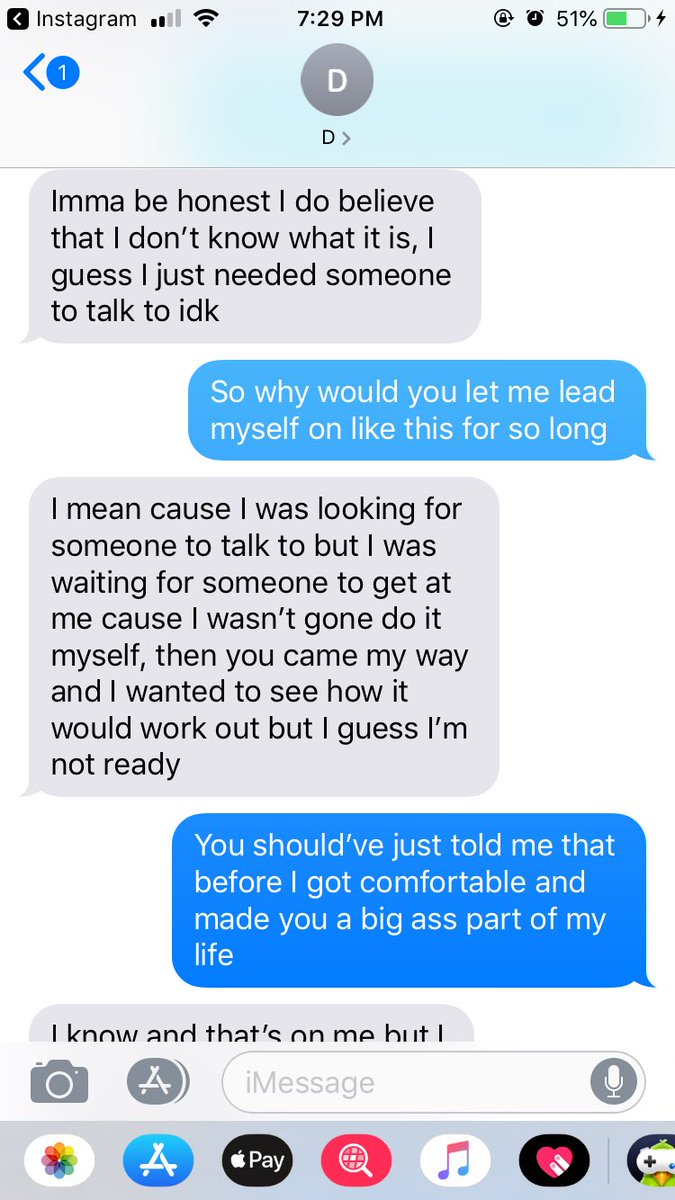 Instagram 7:29 PM 51%
1
D
D
Imma be honest I do believe
that I don’t know what it is, I
guess I just needed someone
to talk to idk
So why would you let me lead
myself on like this for so long
I mean cause I was looking for
someone to talk to but I was
waiting for someone to get at
me cause I wasn’t gone do it
myself, then you came my way
and I wanted to see how it
would work out but I guess I’m
not ready
You should’ve just told me that
before I got comfortable and
made you a big ass part of my
life
I know and that’s on me but I
iMessage
Pay